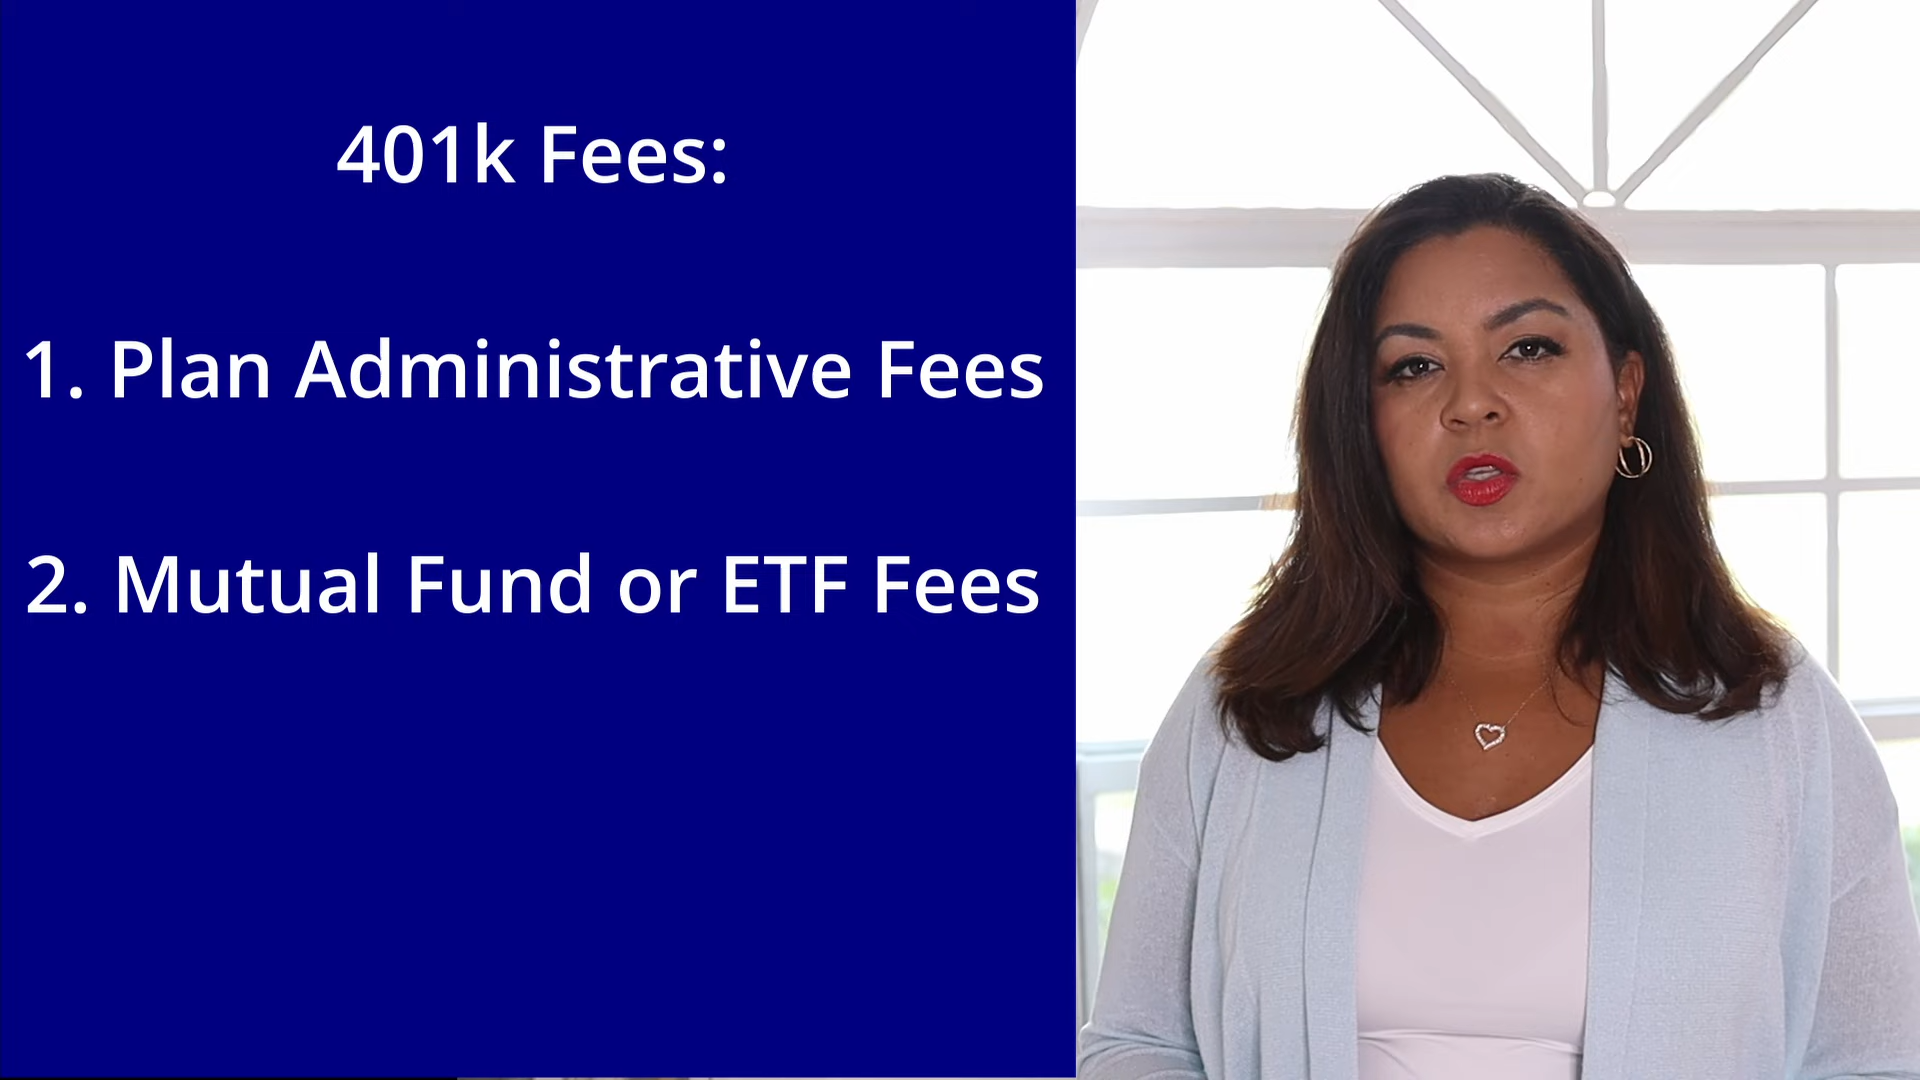 401k Fees:
1. Plan Administrative Fees
2. Mutual Fund or ETF Fees